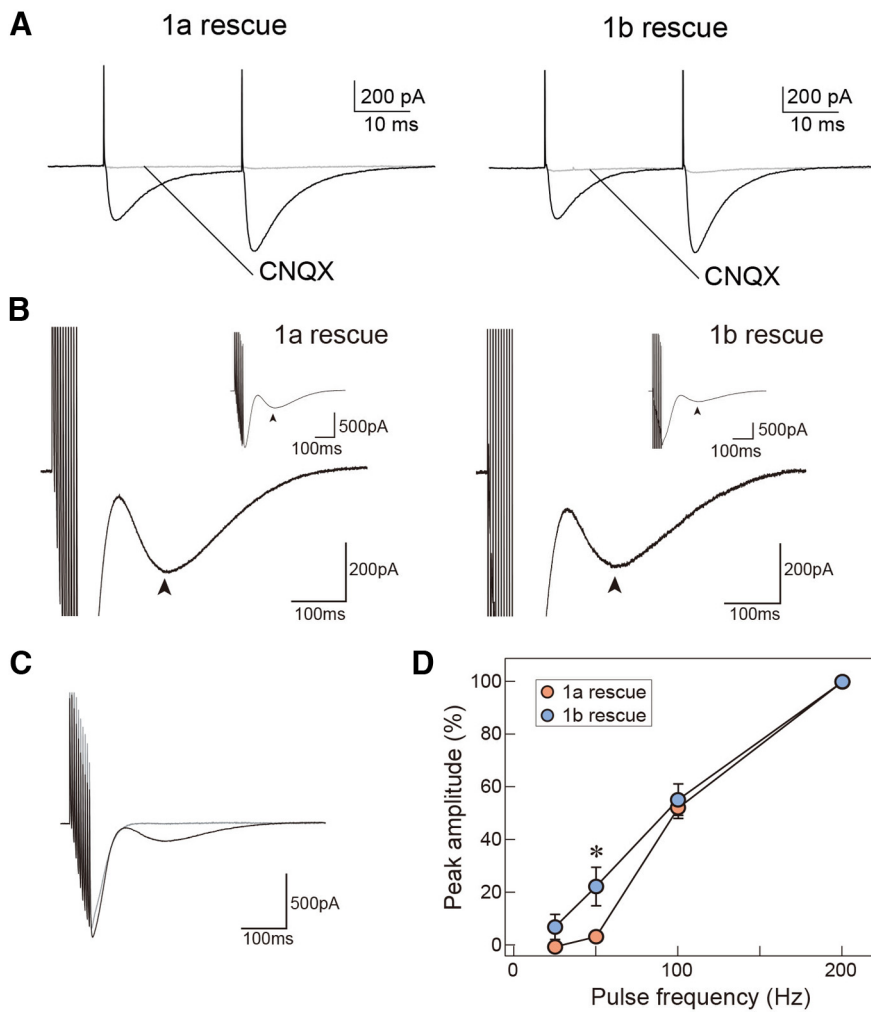 A
1a rescue
1b rescue
200 pA
10 ms
200 pA
10 ms
CNQX
CNQX
B
1a rescue
1b rescue
500pA
100ms
500pA
100ms
200pA
100ms
200pA
100ms
C
500pA
100ms
D
1a rescue
1b rescue
*
Peak amplitude (%)
100
80
60
40
20
0
0
100
200
Pulse frequency (Hz)